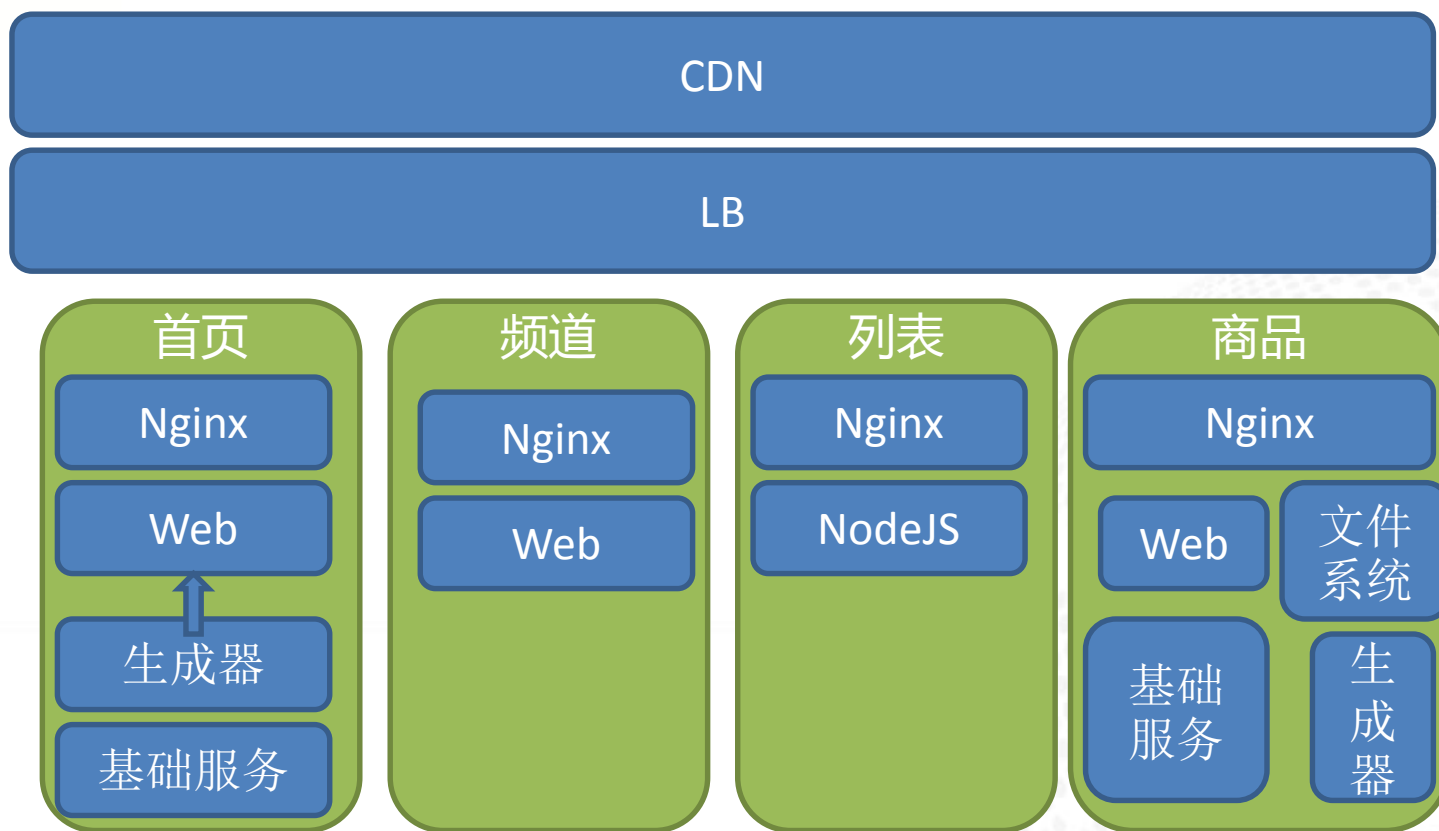 CDN
LB
首页
Nginx
Web
生成器
基础服务
频道
Nginx
Web
列表
Nginx
NodeJS
商品
Nginx
Web
文件
系统
基础
服务
生
成
器